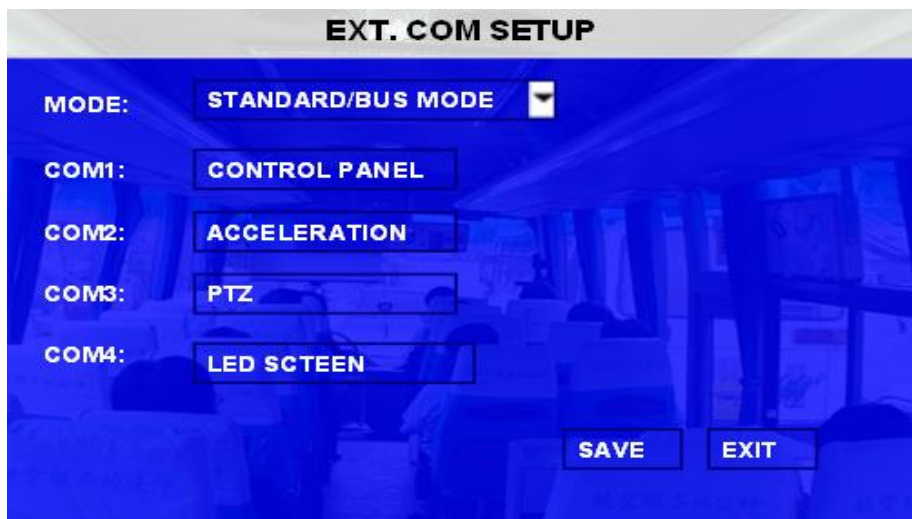 EXT. COM SETUP
MODE: STANDARD/BUS MODE
COM1: CONTROL PANEL
COM2: ACCELERATION
COM3: PTZ
COM4: LED SCTEEN
SAVE EXIT